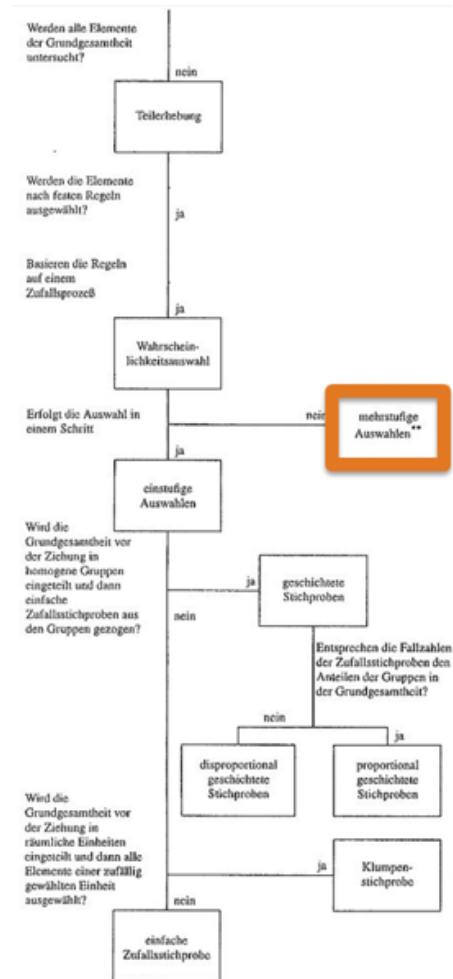 Werden alle Elemente
der Grundgesamtheit
untersucht?
nein
Teilerhebung
Werden die Elemente
nach festen Regeln
ausgewählt?
ja
Basieren die Regeln
auf einem
Zufallsprozeß
ja
Wahrschein-
lichkeitsauswahl
Erfolgt die Auswahl in
einem Schritt
nein
mehrstufige
Auswahlen**
ja
einstufige
Auswahlen
Wird die
Grundgesamtheit vor
der Ziehung in
homogene Gruppen
eingeteilt und dann
einfache
Zufallsstichproben aus
den Gruppen gezogen?
ja
nein
geschichtete
Stichproben
Entsprechen die Fallzahlen
der Zufallsstichproben den
Anteilen der Gruppen in
der Grundgesamtheit?
nein
ja
disproportional
geschichtete
Stichproben
proportional
geschichtete
Stichproben
Wird die
Grundgesamtheit vor
der Ziehung in
räumliche Einheiten
eingeteilt und dann alle
Elemente einer zufällig
gewählten Einheit
ausgewählt?
ja
Klumpen-
stichprobe
nein
einfache
Zufallsstichprobe